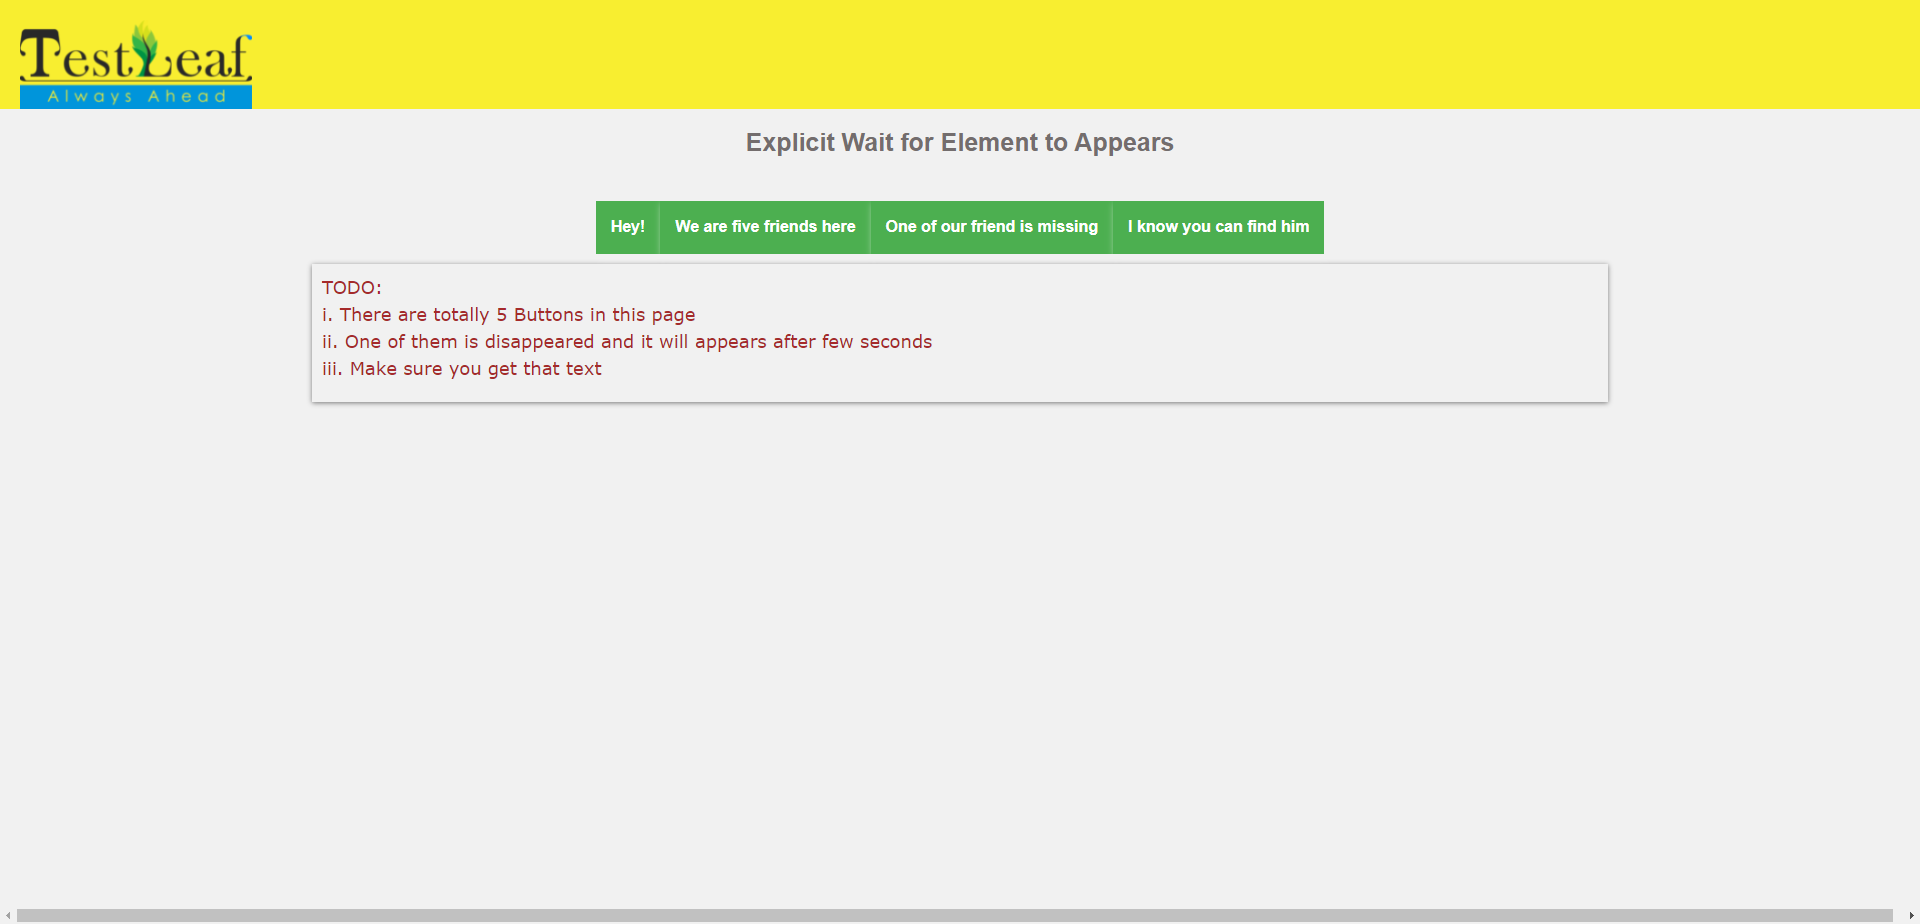 TestLeaf
Always Ahead
Explicit Wait for Element to Appears
Hey! We are five friends here One of our friend is missing I know you can find him
TODO:
i. There are totally 5 Buttons in this page
ii. One of them is disappeared and it will appears after few seconds
iii. Make sure you get that text